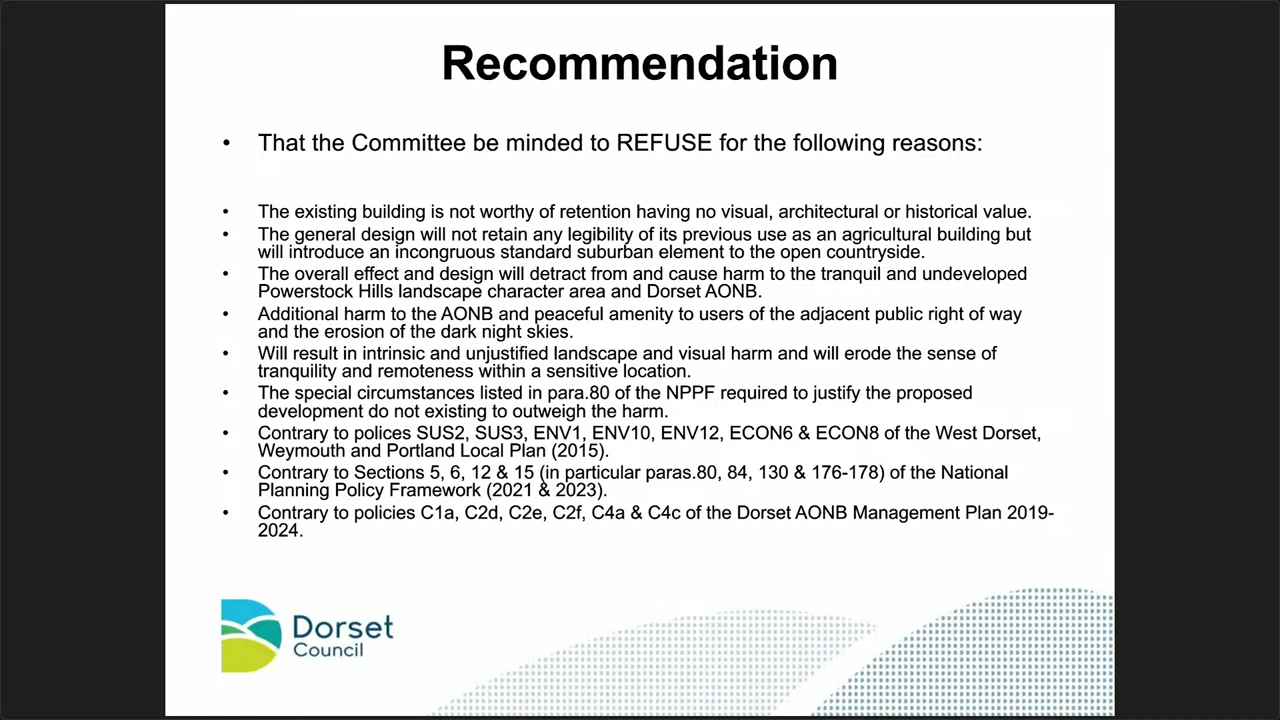 Recommendation
• That the Committee be minded to REFUSE for the following reasons:
• The existing building is not worthy of retention having no visual, architectural or historical value.
• The general design will not retain any legibility of its previous use as an agricultural building but
will introduce an incongruous standard suburban element to the open countryside.
• The overall effect and design will detract from and cause harm to the tranquil and undeveloped
Powerstock Hills landscape character area and Dorset AONB.
• Additional harm to the AONB and peaceful amenity to users of the adjacent public right of way
and the erosion of the dark night skies.
• Will result in intrinsic and unjustified landscape and visual harm and will erode the sense of
tranquility and remoteness within a sensitive location.
• The special circumstances listed in para.80 of the NPPF required to justify the proposed
development do not existing to outweigh the harm.
• Contrary to polices SUS2, SUS3, ENV1, ENV10, ENV12, ECON6 & ECON8 of the West Dorset,
Weymouth and Portland Local Plan (2015).
• Contrary to Sections 5, 6, 12 & 15 (in particular paras.80, 84, 130 & 176-178) of the National
Planning Policy Framework (2021 & 2023).
• Contrary to policies C1a, C2d, C2e, C2f, C4a & C4c of the Dorset AONB Management Plan 2019-
2024.
Dorset
Council